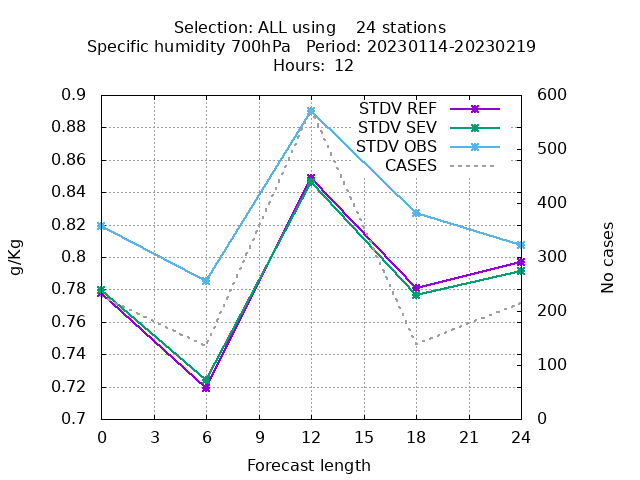 Selection: ALL using    24 stations
Specific humidity 700hPa   Period: 20230114-20230219
Hours:  12
0.9
0.88
0.86
0.84
0.82
0.8
0.78
0.76
0.74
0.72
0.7
g/Kg
STDV REF
STDV SEV
STDV OBS
CASES
600
500
400
300
200
100
0
No cases
0 3 6 9 12 15 18 21 24
Forecast length